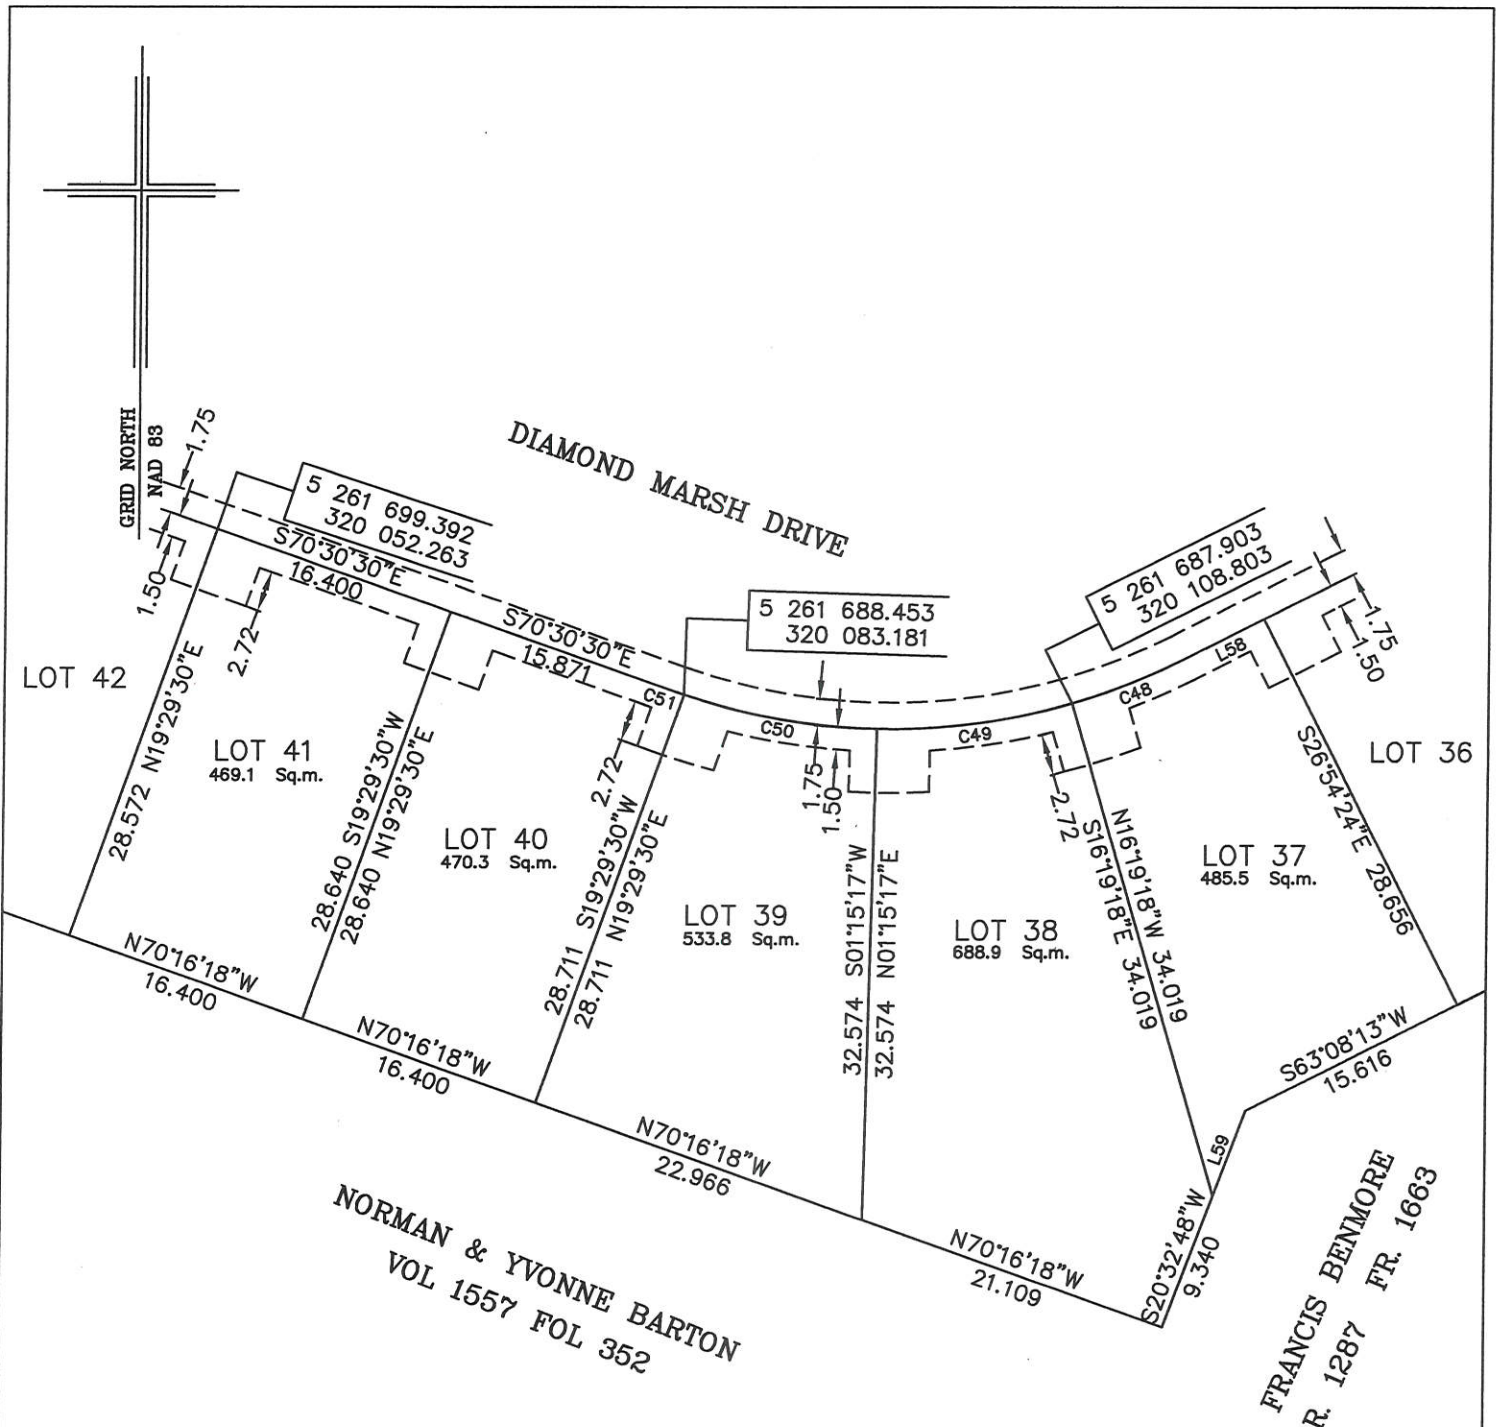 GRID NORTH
NAD 83
1.75
1.50
2.72
5 261 699.392
320 052.263
S70°30'30"E
16.400
DIAMOND MARSH DRIVE
S70°30'30"E
15.871
C51
5 261 688.453
320 083.181
C50
1.75
1.50
C49
2.72
2.72
5 261 687.903
320 108.803
C48
L58
1.75
1.50
LOT 42
28.572 N19°29'30"E
LOT 41
469.1 Sq.m.
28.640 S19°29'30"W
28.640 N19°29'30"E
LOT 40
470.3 Sq.m.
28.711 S19°29'30"W
28.711 N19°29'30"E
LOT 39
533.8 Sq.m.
32.574 S01°15'17"W
32.574 N01°15'17"E
LOT 38
688.9 Sq.m.
S16°19'18"E 34.019
N16°19'18"W 34.019
LOT 37
485.5 Sq.m.
S26°54'24"E 28.656
LOT 36
N70°16'18"W
16.400
N70°16'18"W
16.400
N70°16'18"W
22.966
N70°16'18"W
21.109
S20°32'48"W
9.340
L59
S63°08'13"W
15.616
NORMAN & YVONNE BARTON
VOL 1557 FOL 352
FRANCIS BENMORE
R. 1287 FR. 1663